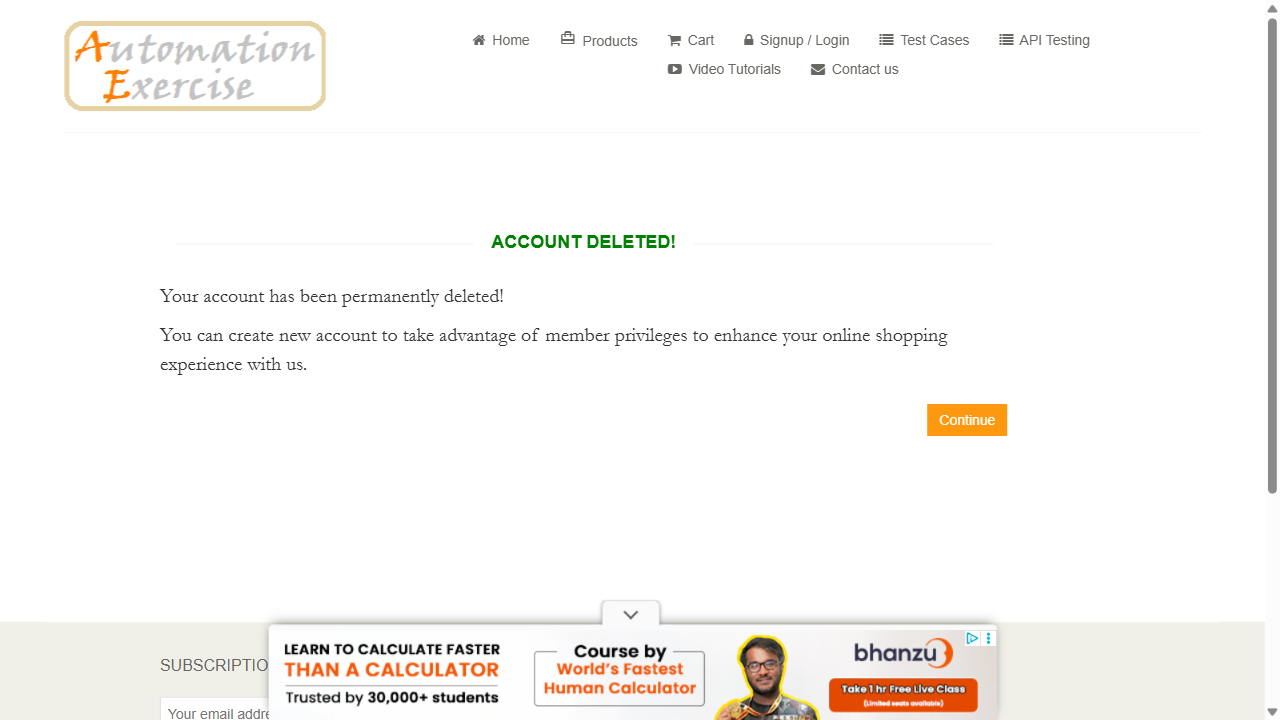 Automation
Exercise
Home
Products
Cart
Signup / Login
Test Cases
API Testing
Video Tutorials
Contact us
ACCOUNT DELETED!
Your account has been permanently deleted!
You can create new account to take advantage of member privileges to enhance your online shopping
experience with us.
Continue
SUBSCRIPTIO
Your email addre
LEARN TO CALCULATE FASTER
THAN A CALCULATOR
Trusted by 30,000+ students
Course by
World's Fastest
Human Calculator
bhanzu
Take 1 hr Free Live Class
(Limited seats available)